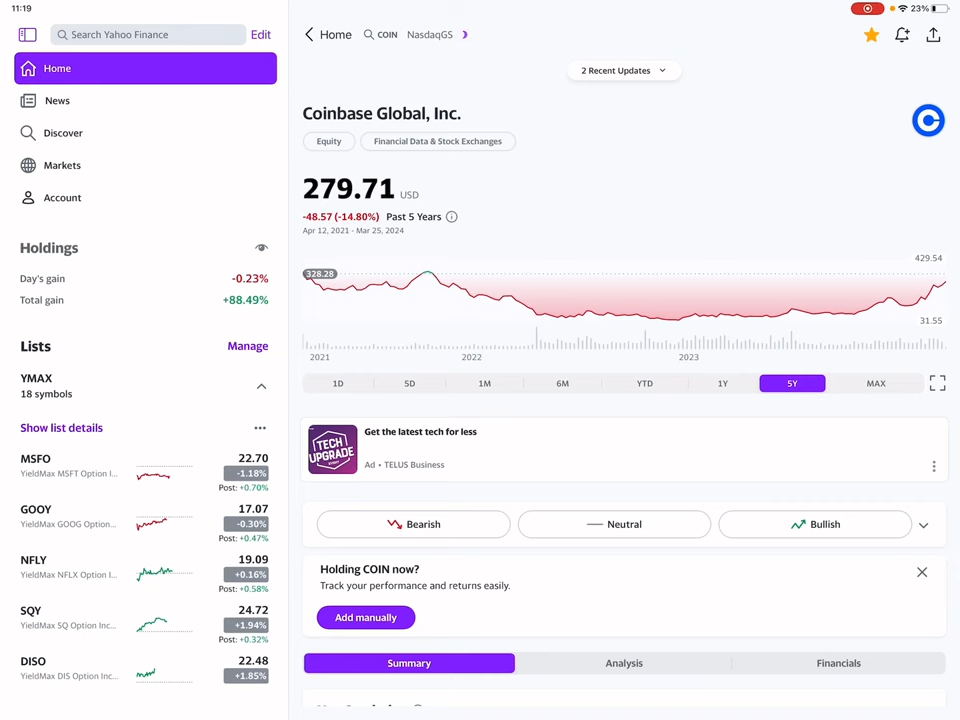 11:19
23%
Search Yahoo Finance
Edit
Home
News
Discover
Markets
Account
Holdings
Day's gain
-0.23%
Total gain
+88.49%
Lists
Manage
YMAX
18 symbols
Show list details
MSFO
22.70
YieldMax MSFT Option I...
-1.18%
Post: +0.70%
GOOY
17.07
YieldMax GOOG Option...
-0.30%
Post: +0.47%
NFLY
19.09
YieldMax NFLX Option I...
+0.16%
Post: +0.58%
SQY
24.72
YieldMax SQ Option Inc...
+1.94%
Post: +0.32%
DISO
22.48
YieldMax DIS Option Inc...
+1.85%
Home
COIN
NasdaqGS
2 Recent Updates
Coinbase Global, Inc.
Equity
Financial Data & Stock Exchanges
279.71 USD
-48.57 (-14.80%) Past 5 Years
Apr 12, 2021 - Mar 25, 2024
429.54
328.28
31.55
2021
2022
2023
1D
5D
1M
6M
YTD
1Y
5Y
MAX
TECH
UPGRADE
Get the latest tech for less
Ad • TELUS Business
Bearish
Neutral
Bullish
Holding COIN now?
Track your performance and returns easily.
Add manually
Summary
Analysis
Financials